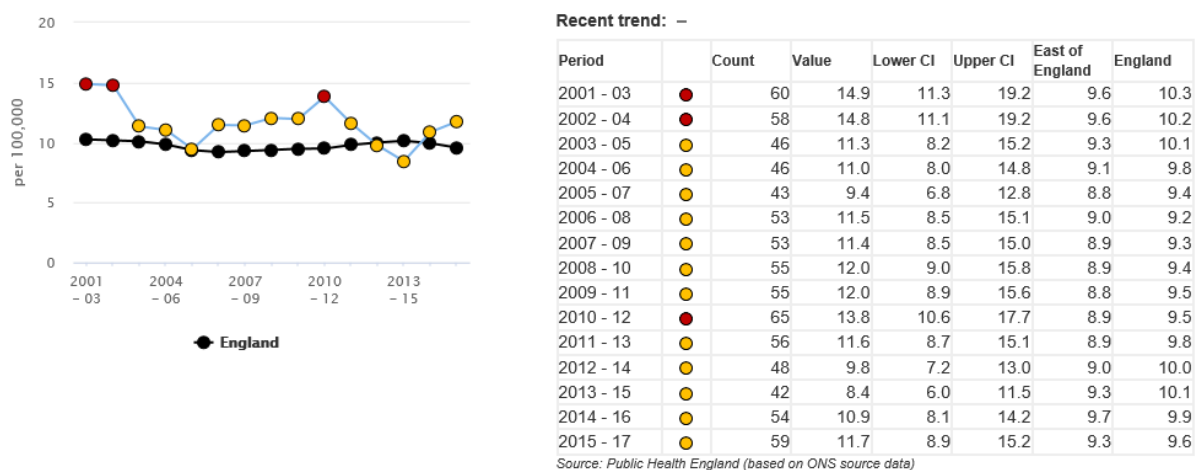 20
15
10
5
0
per 100,000
2001 2004 2007 2010 2013
– 03 – 06 – 09 – 12 – 15
England
Recent trend: –
Period Count Value Lower CI Upper CI East of England England
2001 - 03 60 14.9 11.3 19.2 9.6 10.3
2002 - 04 58 14.8 11.1 19.2 9.6 10.2
2003 - 05 46 11.3 8.2 15.2 9.3 10.1
2004 - 06 46 11.0 8.0 14.8 9.1 9.8
2005 - 07 43 9.4 6.8 12.8 8.8 9.4
2006 - 08 53 11.5 8.5 15.1 9.0 9.2
2007 - 09 53 11.4 8.5 15.0 8.9 9.3
2008 - 10 55 12.0 9.0 15.8 8.9 9.4
2009 - 11 55 12.0 8.9 15.6 8.8 9.5
2010 - 12 65 13.8 10.6 17.7 8.9 9.5
2011 - 13 56 11.6 8.7 15.1 8.9 9.8
2012 - 14 48 9.8 7.2 13.0 9.0 10.0
2013 - 15 42 8.4 6.0 11.5 9.3 10.1
2014 - 16 54 10.9 8.1 14.2 9.7 9.9
2015 - 17 59 11.7 8.9 15.2 9.3 9.6
Source: Public Health England (based on ONS source data)